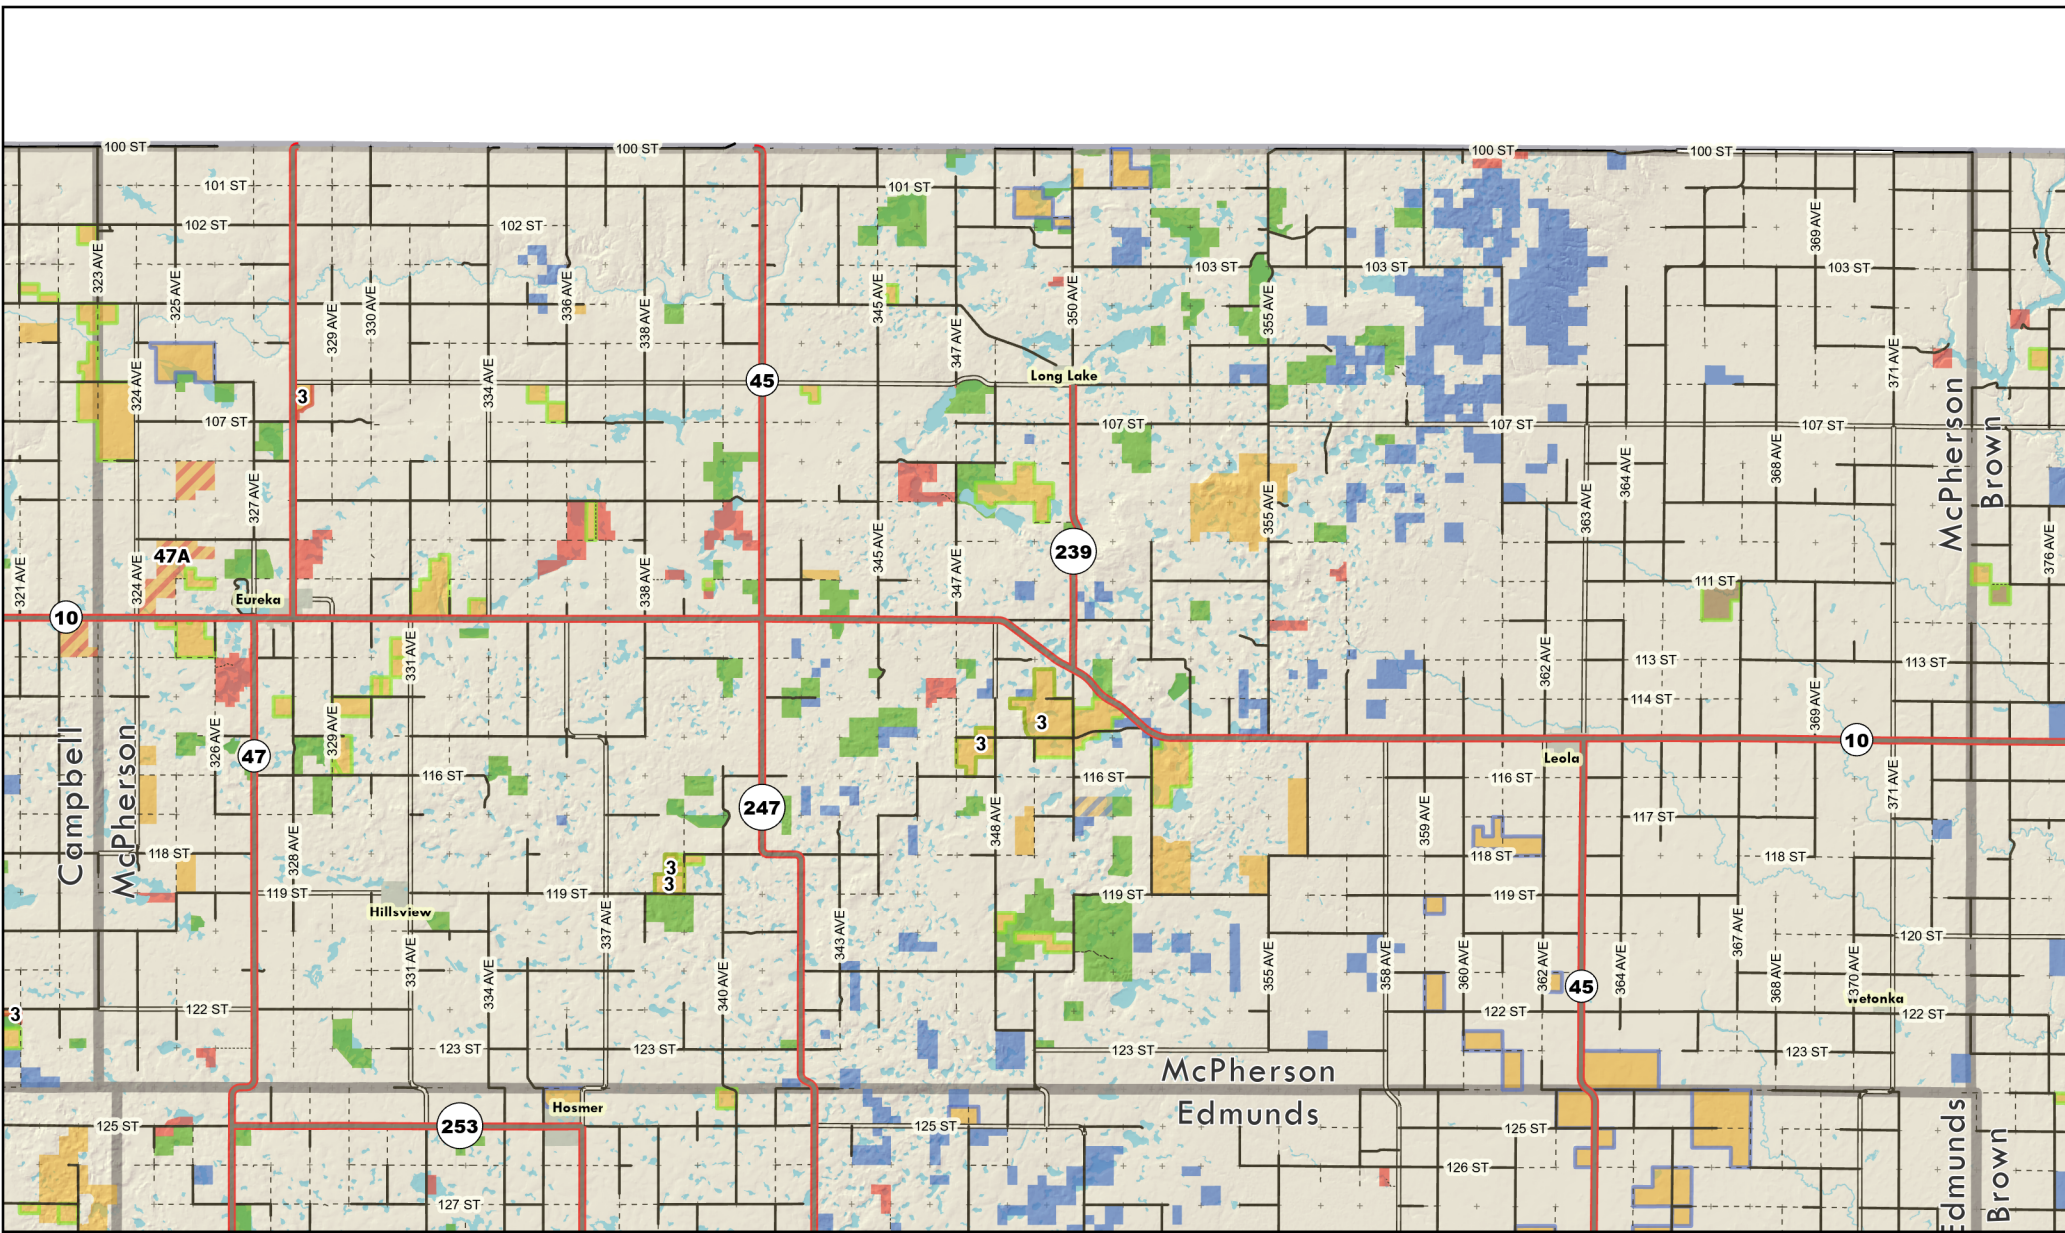 100 ST
100 ST
100 ST
100 ST
101 ST
101 ST
102 ST
102 ST
369 AVE
323 AVE
103 ST
103 ST
103 ST
325 AVE
336 AVE
345 AVE
350 AVE
355 AVE
329 AVE
330 AVE
338 AVE
347 AVE
371 AVE
324 AVE
334 AVE
45
Long Lake
3
107 ST
107 ST
107 ST
107 ST
McPherson
Brown
327 AVE
364 AVE
368 AVE
355 AVE
363 AVE
345 AVE
376 AVE
47A
239
321 AVE
324 AVE
338 AVE
347 AVE
111 ST
Eureka
10
331 AVE
362 AVE
113 ST
113 ST
114 ST
369 AVE
326 AVE
329 AVE
3
3
10
Campbell
McPherson
47
Leola
116 ST
116 ST
116 ST
371 AVE
247
348 AVE
359 AVE
117 ST
328 AVE
118 ST
118 ST
118 ST
3
3
119 ST
119 ST
119 ST
119 ST
Hillsview
337 AVE
343 AVE
367 AVE
120 ST
331 AVE
334 AVE
340 AVE
355 AVE
358 AVE
360 AVE
362 AVE
364 AVE
368 AVE
370 AVE
45
Wetonka
3
122 ST
122 ST
122 ST
123 ST
123 ST
123 ST
123 ST
McPherson
Edmunds
Hosmer
253
125 ST
125 ST
125 ST
Edmunds
Brown
126 ST
127 ST